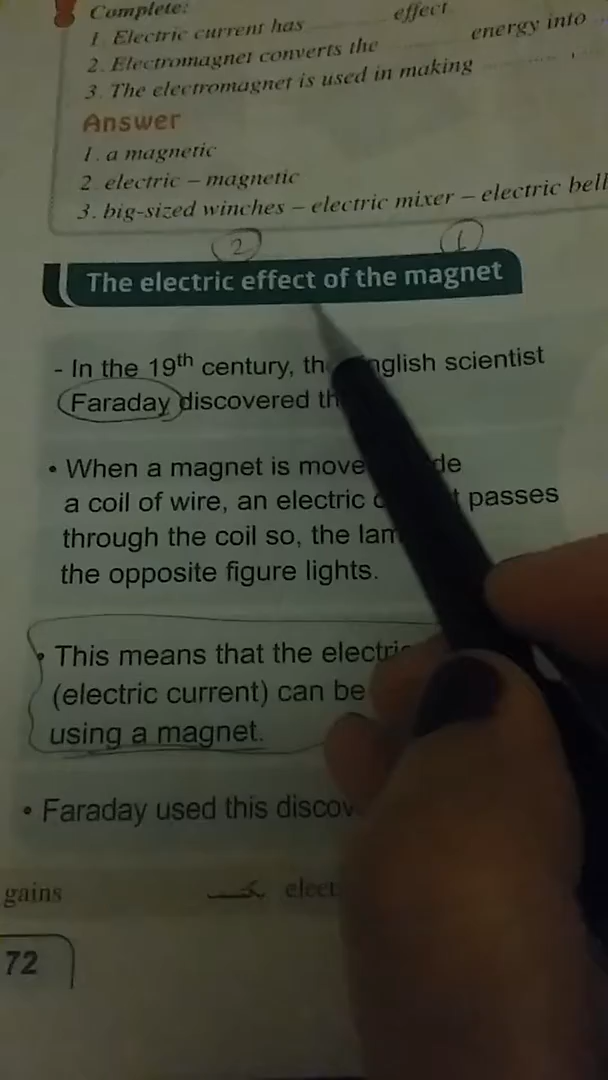 Complete:
1. Electric current has ........ effect
2. Electromagnet converts the ........ energy into
3. The electromagnet is used in making ............ ,
Answer
1. a magnetic
2. electric – magnetic
3. big-sized winches – electric mixer – electric bell
2 1
The electric effect of the magnet
- In the 19th century, th nglish scientist
Faraday discovered th
• When a magnet is move de
a coil of wire, an electric c t passes
through the coil so, the lam
the opposite figure lights.
• This means that the electric
(electric current) can be
using a magnet.
• Faraday used this discov
gains elect
72